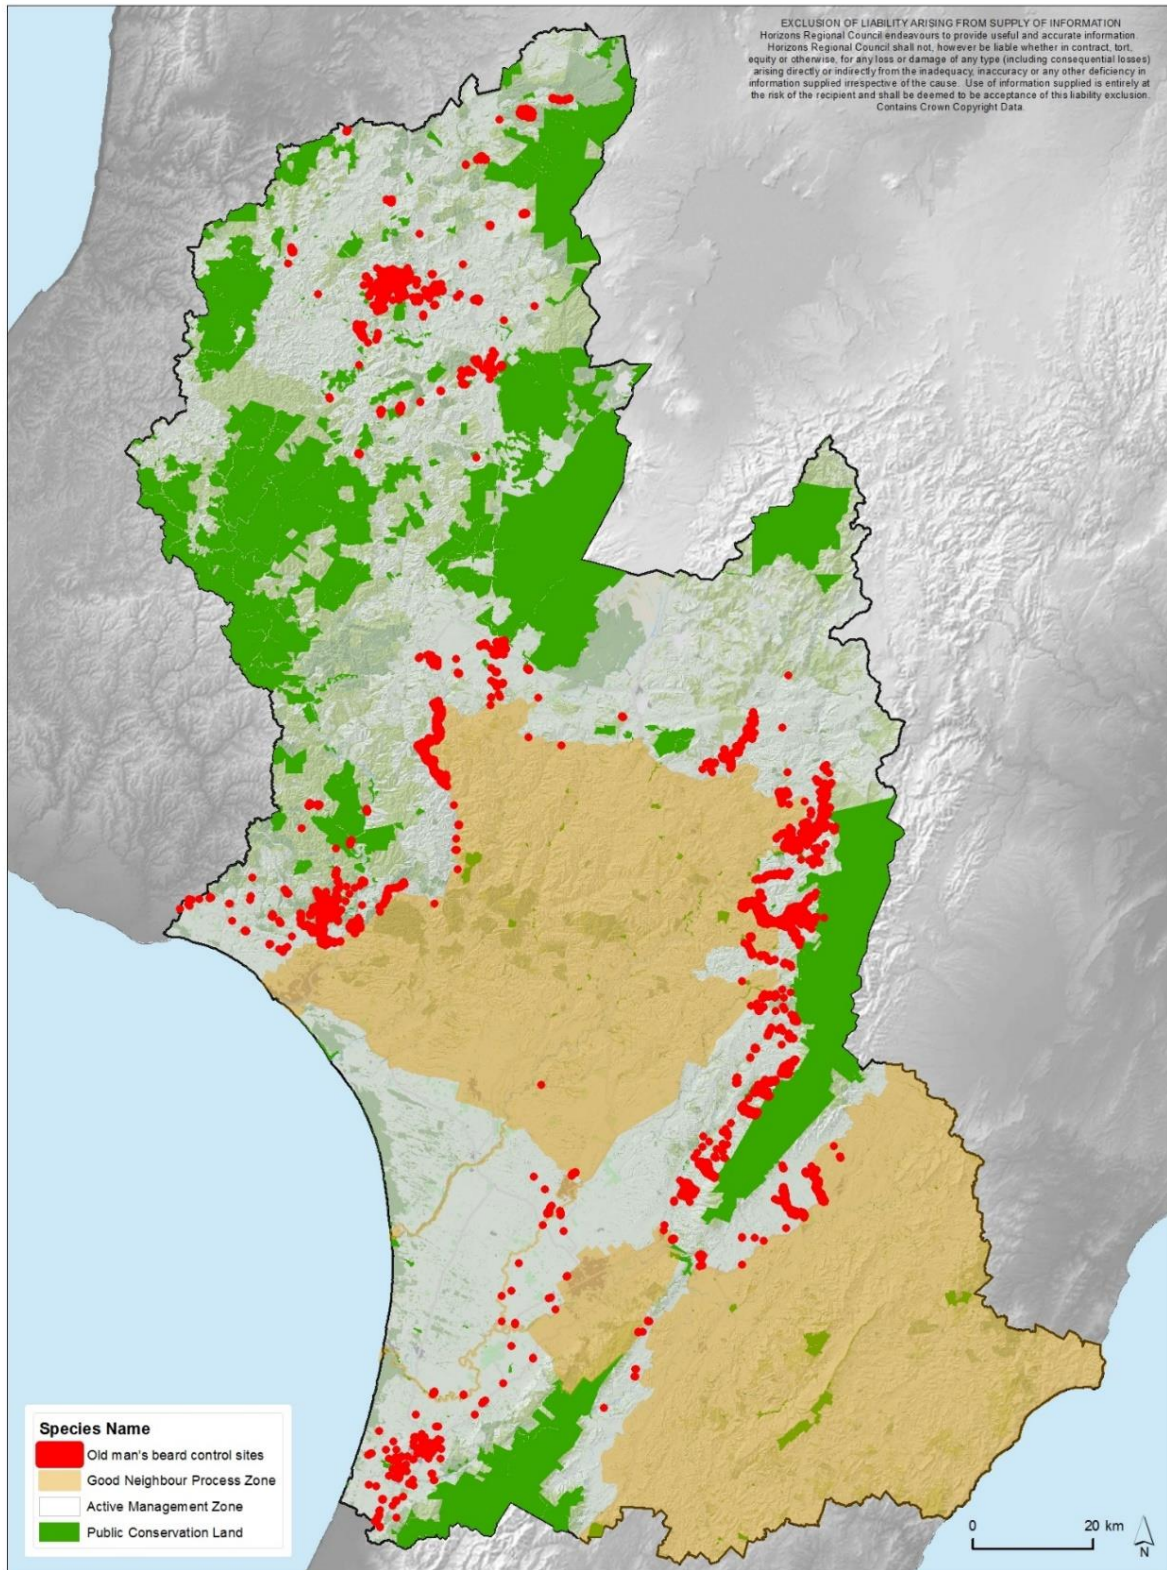 EXCLUSION OF LIABILITY ARISING FROM SUPPLY OF INFORMATION
Horizons Regional Council endeavours to provide useful and accurate information.
Horizons Regional Council shall not, however be liable whether in contract, tort,
equity or otherwise, for any loss or damage of any type (including consequential losses)
arising directly or indirectly from the inadequacy, inaccuracy or any other deficiency in
information supplied irrespective of the cause. Use of information supplied is entirely at
the risk of the recipient and shall be deemed to be acceptance of this liability exclusion.
Contains Crown Copyright Data.
Species Name
Old man's beard control sites
Good Neighbour Process Zone
Active Management Zone
Public Conservation Land
0 20 km
N